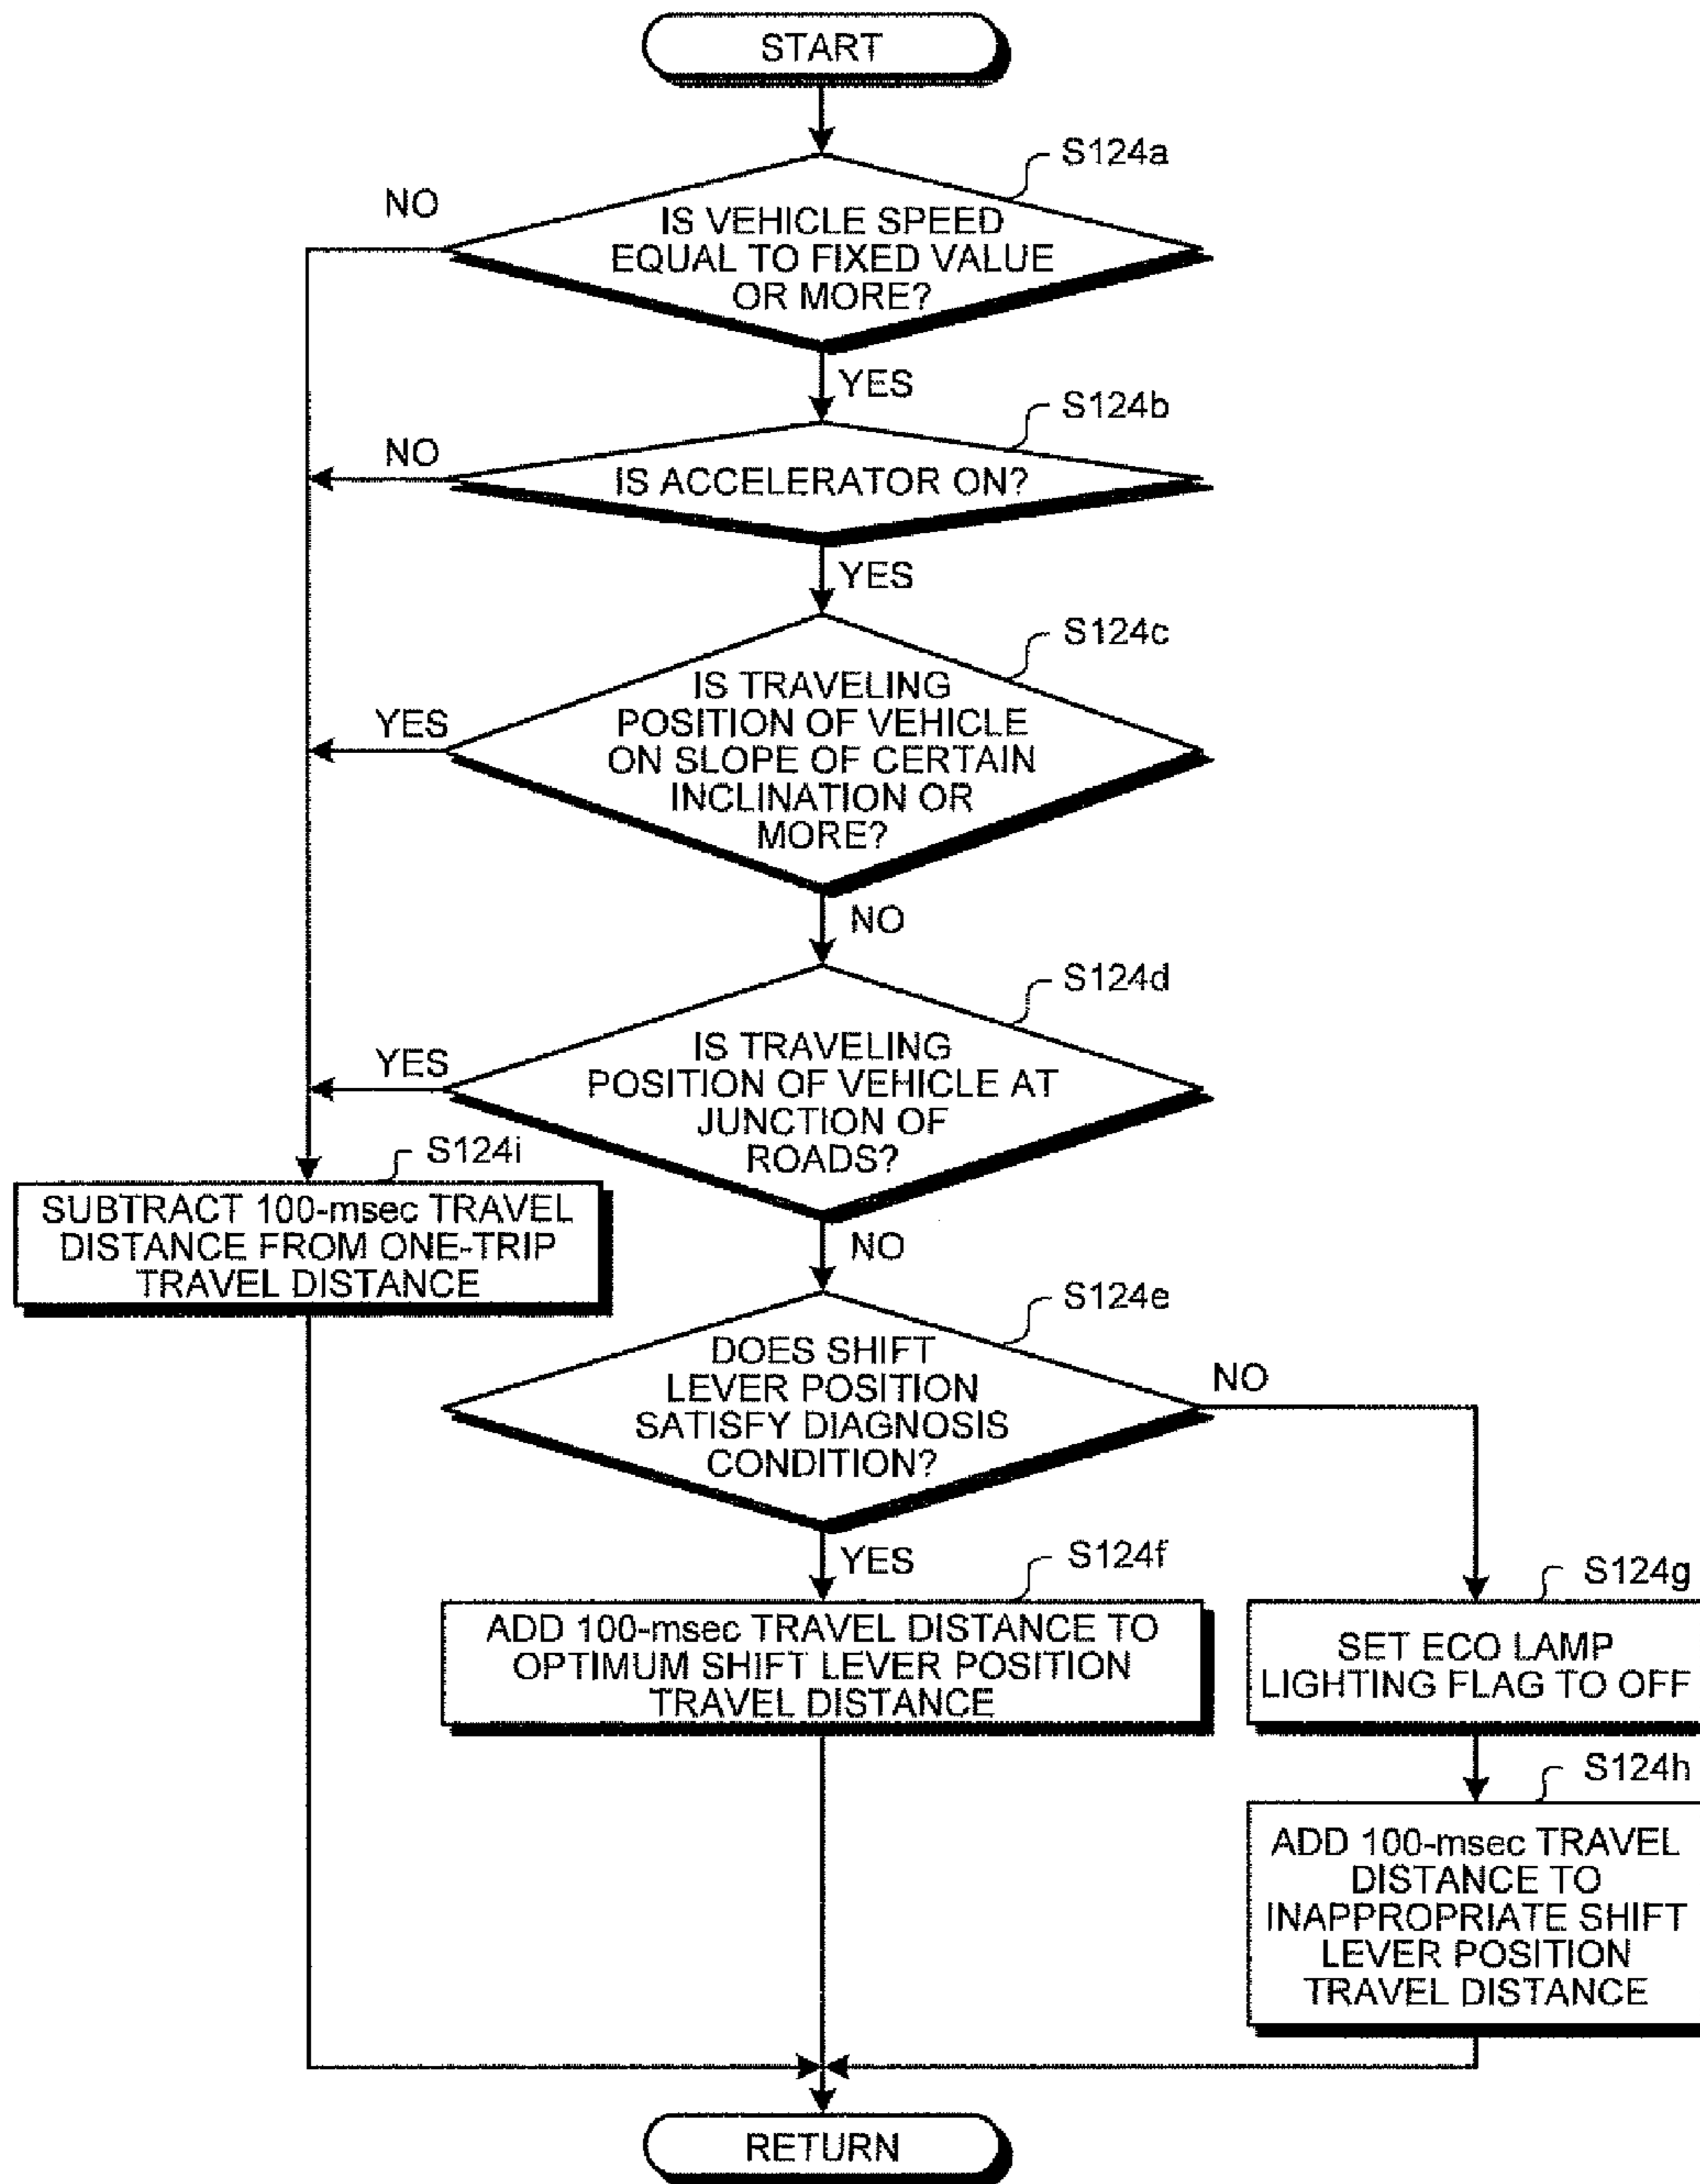 START
S124a
NO
IS VEHICLE SPEED
EQUAL TO FIXED VALUE
OR MORE?
YES
S124b
NO
IS ACCELERATOR ON?
YES
S124c
IS TRAVELING
YES
POSITION OF VEHICLE
ON SLOPE OF CERTAIN
INCLINATION OR
MORE?
NO
S124d
IS TRAVELING
YES
POSITION OF VEHICLE AT
JUNCTION OF
ROADS?
S124i
SUBTRACT 100-msec TRAVEL
DISTANCE FROM ONE-TRIP
TRAVEL DISTANCE
NO
S124e
DOES SHIFT
LEVER POSITION
SATISFY DIAGNOSIS
CONDITION?
NO
YES
S124f
ADD 100-msec TRAVEL DISTANCE TO
OPTIMUM SHIFT LEVER POSITION
TRAVEL DISTANCE
S124g
SET ECO LAMP
LIGHTING FLAG TO OFF
S124h
ADD 100-msec TRAVEL
DISTANCE TO
INAPPROPRIATE SHIFT
LEVER POSITION
TRAVEL DISTANCE
RETURN